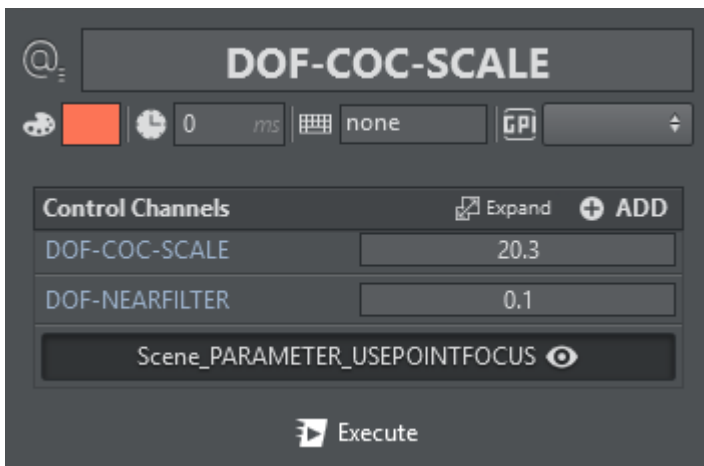 @ DOF-COC-SCALE
0 ms none GPI
Control Channels Expand ADD
DOF-COC-SCALE 20.3
DOF-NEARFILTER 0.1
Scene_PARAMETER_USEPOINTFOCUS
Execute